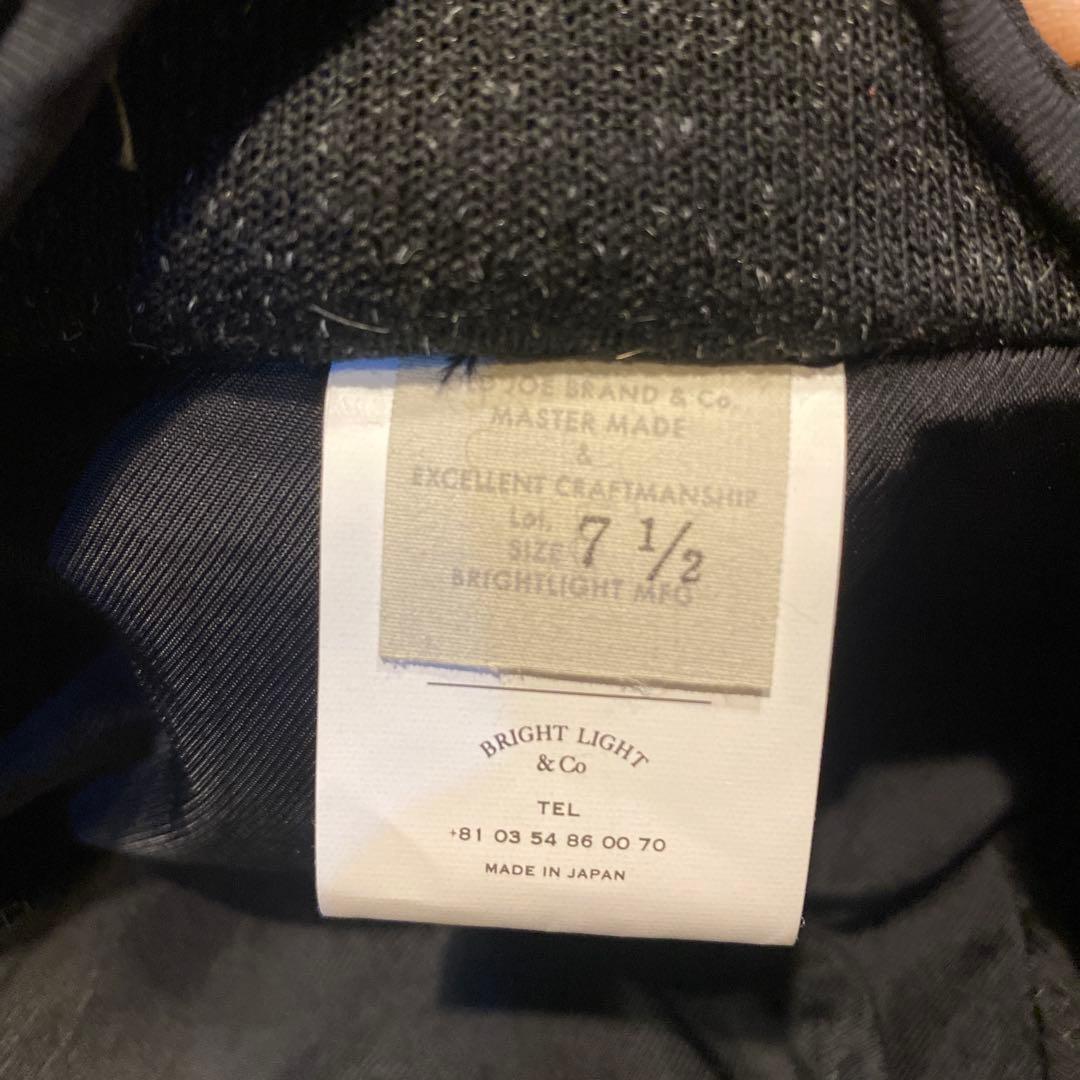 JOE BRAND & Co.
MASTER MADE
&
EXCELLENT CRAFTMANSHIP
Lot.
SIZE 7 1/2
BRIGHTLIGHT MFG
BRIGHT LIGHT
& Co
TEL
+81 03 54 86 00 70
MADE IN JAPAN